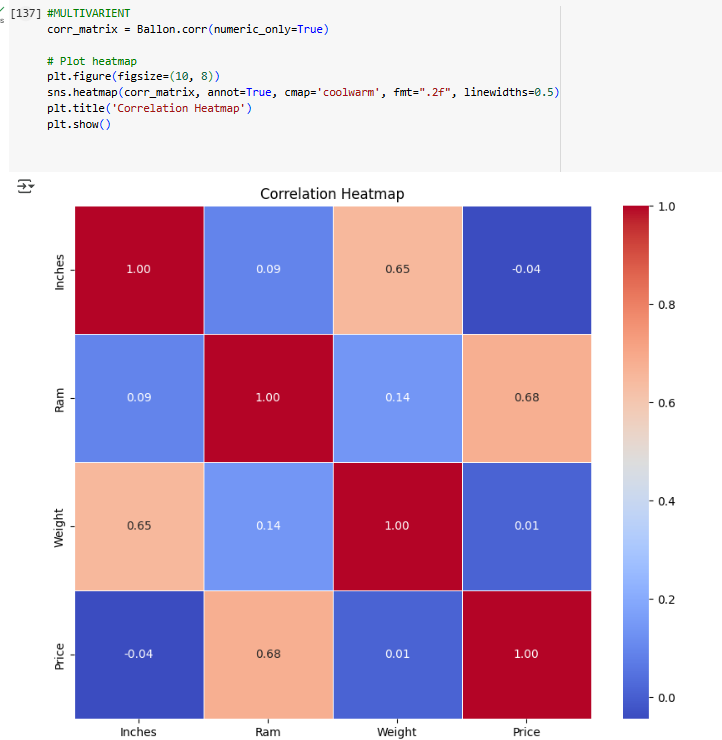 [137] #MULTIVARIENT
corr_matrix = Ballon.corr(numeric_only=True)
# Plot heatmap
plt.figure(figsize=(10, 8))
sns.heatmap(corr_matrix, annot=True, cmap='coolwarm', fmt=".2f", linewidths=0.5)
plt.title('Correlation Heatmap')
plt.show()
Correlation Heatmap
Inches 1.00 0.09 0.65 -0.04
Ram 0.09 1.00 0.14 0.68
Weight 0.65 0.14 1.00 0.01
Price -0.04 0.68 0.01 1.00
Inches Ram Weight Price
1.0
0.8
0.6
0.4
0.2
0.0